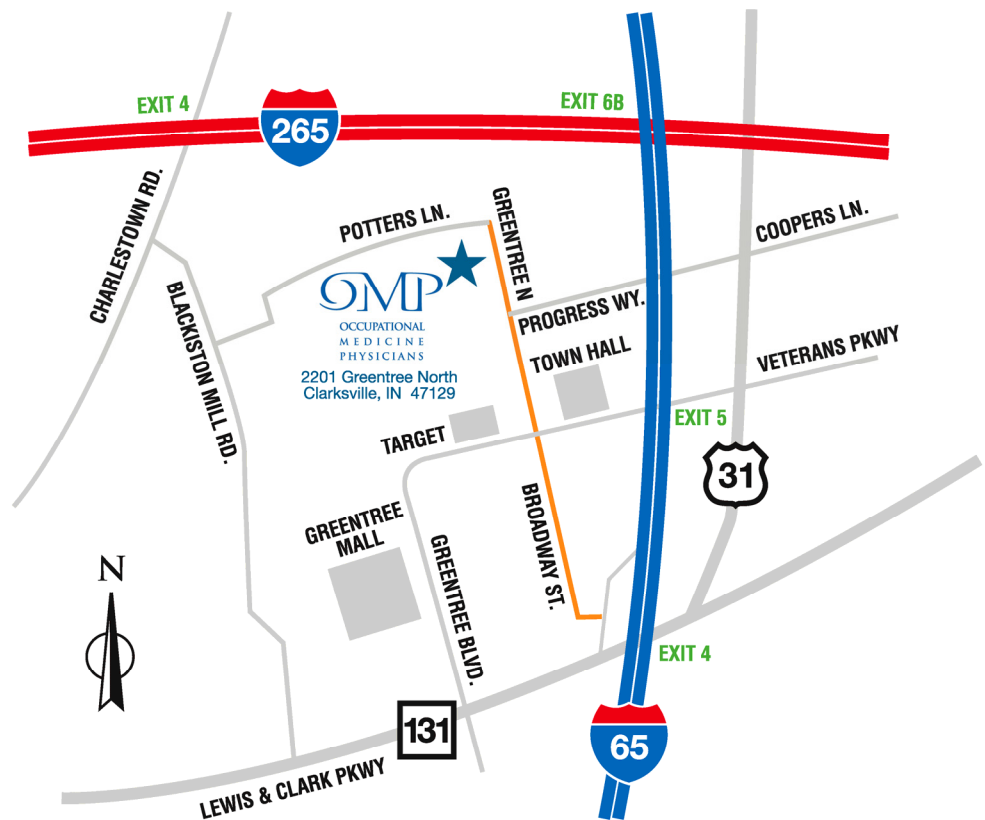 EXIT 4
EXIT 6B
265
CHARLESTOWN RD.
POTTERS LN.
GREENTREE N
COOPERS LN.
BLACKISTON MILL RD.
OMP
OCCUPATIONAL
MEDICINE
PHYSICIANS
2201 Greentree North
Clarksville, IN 47129
PROGRESS WY.
TOWN HALL
VETERANS PKWY
TARGET
EXIT 5
31
GREENTREE
MALL
BROADWAY ST.
GREENTREE BLVD.
N
EXIT 4
131
65
LEWIS & CLARK PKWY